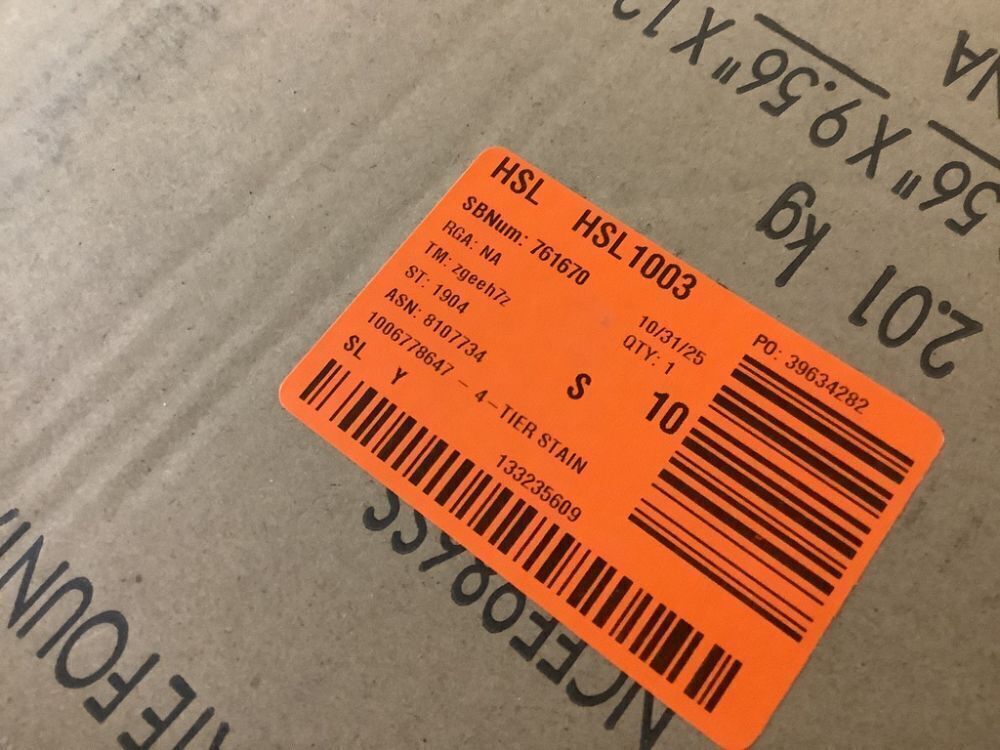 HSL HSL1003
SBNum: 761670
RGA: NA
TM: zgeeh7z
ST: 1904
ASN: 8107734
1006778647 - 4-TIER STAIN
SL Y
10/31/25
QTY: 1
S 10
133235609
PO: 39634282
2.01 kg
56" X 9.56" X